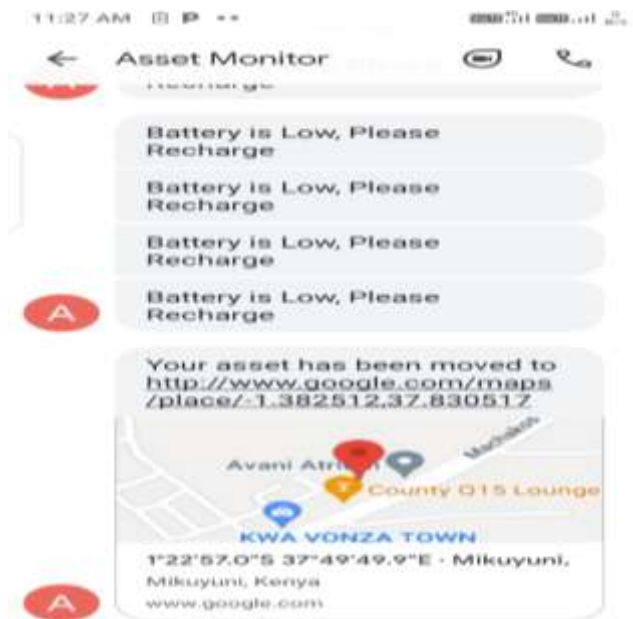 11:27 AM
Asset Monitor
Recharge
Battery is Low, Please
Recharge
Battery is Low, Please
Recharge
Battery is Low, Please
Recharge
Battery is Low, Please
Recharge
A
Your asset has been moved to
http://www.google.com/maps
/place/-1.382512,37.830517
Machakos
Avani Atri
County Q15 Lounge
KWA VONZA TOWN
1°22'57.0"S 37°49'49.9"E · Mikuyuni,
Mikuyuni, Kenya
www.google.com
A